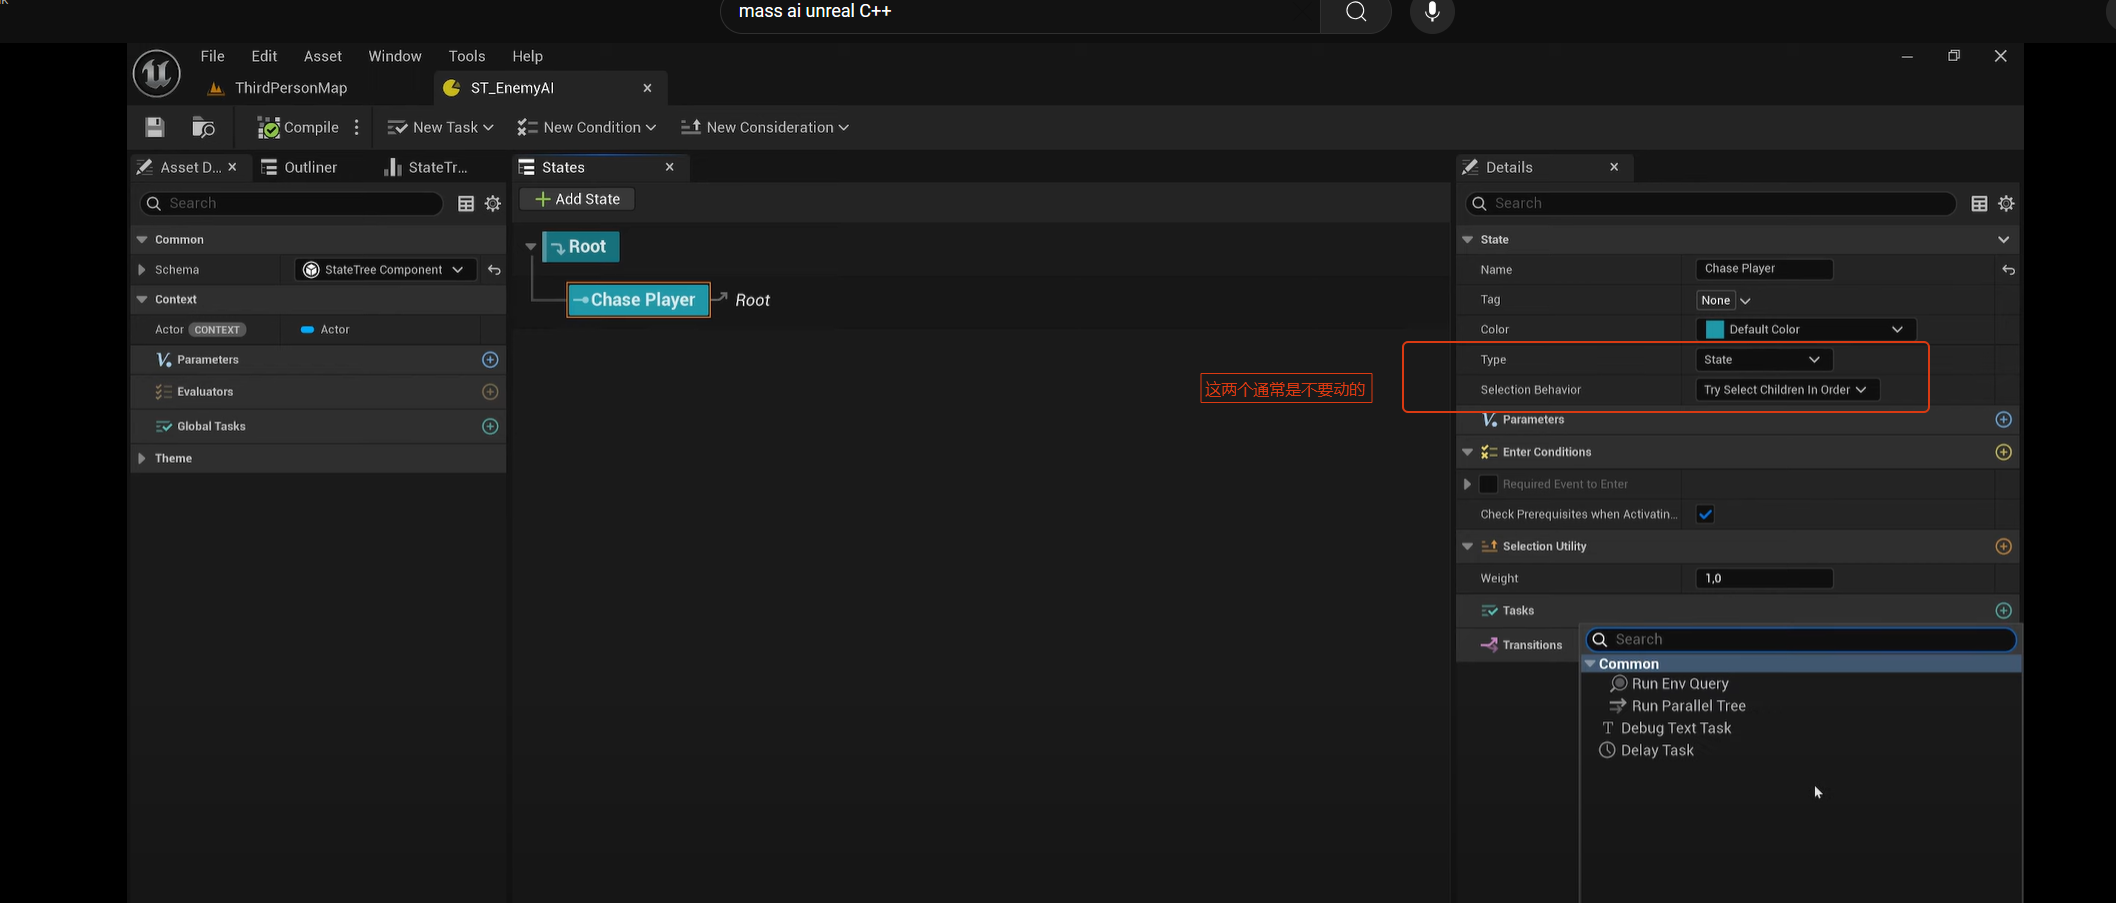 mass ai unreal C++
File Edit Asset Window Tools Help
ThirdPersonMap ST_EnemyAI
Compile New Task New Condition New Consideration
Asset D... Outliner StateTr... States Details
Search
Common
Schema StateTree Component
Context
Actor CONTEXT Actor
Parameters
Evaluators
Global Tasks
Theme
Add State
Root
Chase Player Root
这两个通常是不要动的
Search
State
Name Chase Player
Tag None
Color Default Color
Type State
Selection Behavior Try Select Children In Order
Parameters
Enter Conditions
Required Event to Enter
Check Prerequisites when Activatin...
Selection Utility
Weight 1,0
Tasks
Transitions
Search
Common
Run Env Query
Run Parallel Tree
Debug Text Task
Delay Task